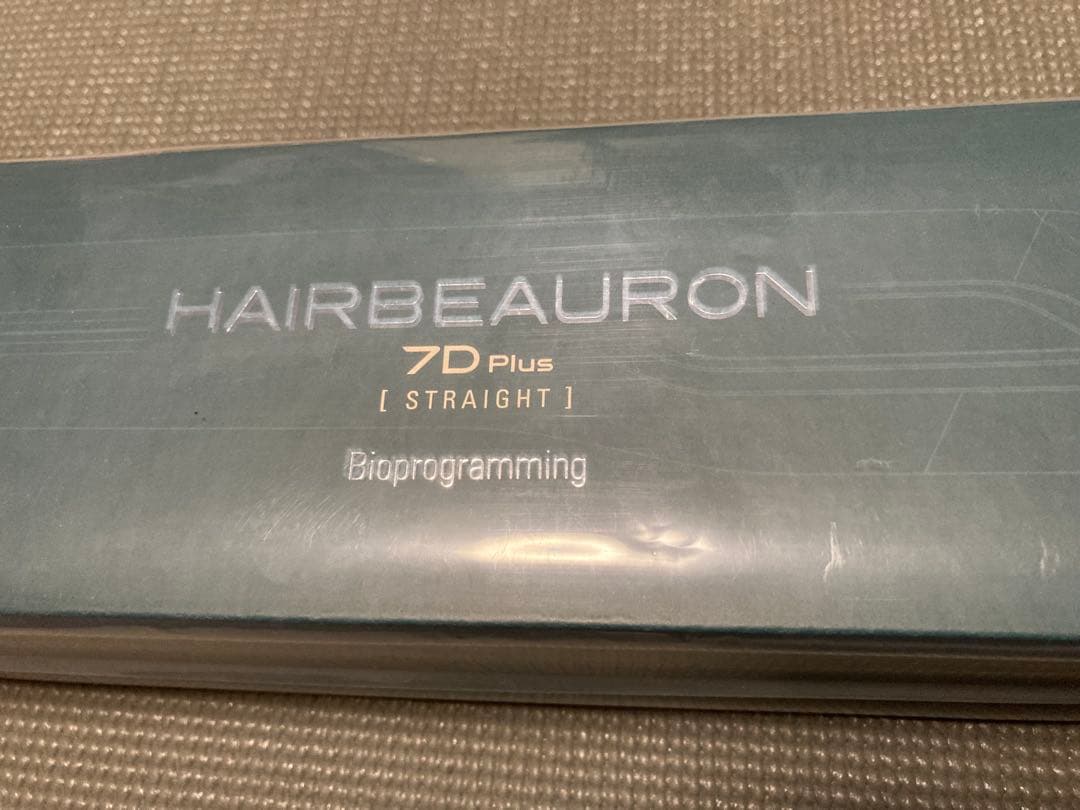 HAIRBEAURON
7D Plus
[ STRAIGHT ]
Bioprogramming